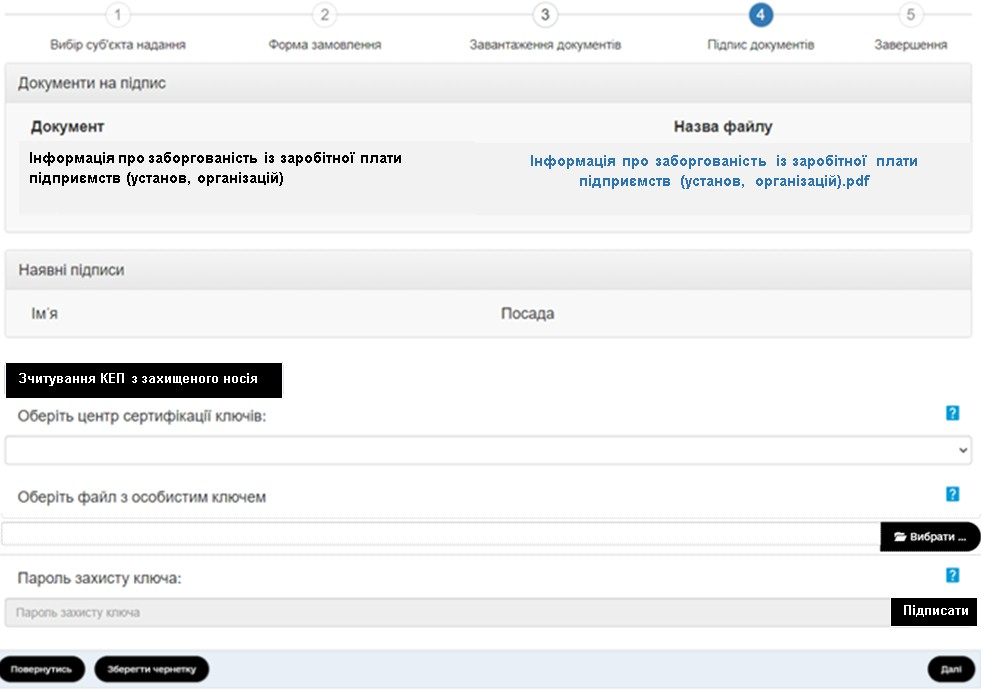 1 2 3 4 5
Вибір суб'єкта надання Форма замовлення Завантаження документів Підпис документів Завершення
Документи на підпис
Документ Назва файлу
Інформація про заборгованість із заробітної плати
підприємств (установ, організацій)
Інформація про заборгованість із заробітної плати
підприємств (установ, організацій).pdf
Наявні підписи
Ім'я Посада
Зчитування КЕП з захищеного носія
Оберіть центр сертифікації ключів: ?
Оберіть файл з особистим ключем ?
Вибрати ...
Пароль захисту ключа: ?
Пароль захисту ключа Підписати
Повернутись Зберегти чернетку Далі